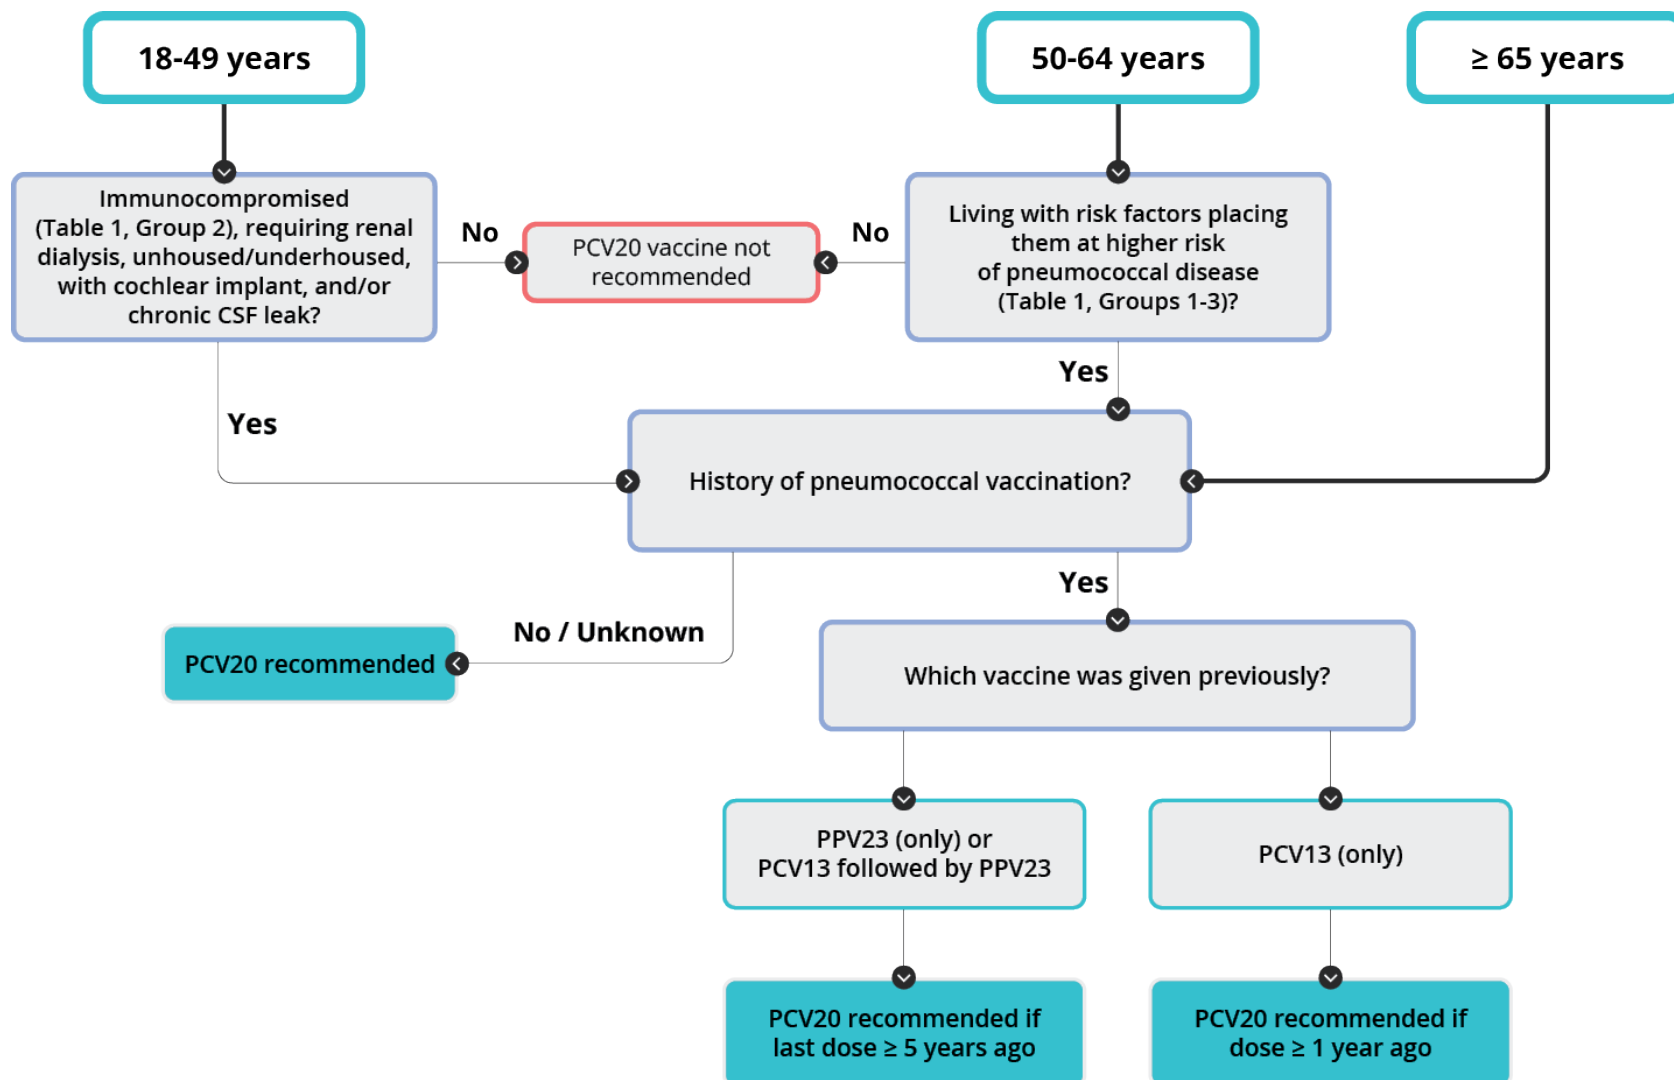 18-49 years
50-64 years
≥ 65 years
Immunocompromised
(Table 1, Group 2), requiring renal
dialysis, unhoused/underhoused,
with cochlear implant, and/or
chronic CSF leak?
No
PCV20 vaccine not
recommended
No
Living with risk factors placing
them at higher risk
of pneumococcal disease
(Table 1, Groups 1-3)?
Yes
Yes
History of pneumococcal vaccination?
No / Unknown
Yes
PCV20 recommended
Which vaccine was given previously?
PPV23 (only) or
PCV13 followed by PPV23
PCV13 (only)
PCV20 recommended if
last dose ≥ 5 years ago
PCV20 recommended if
dose ≥ 1 year ago